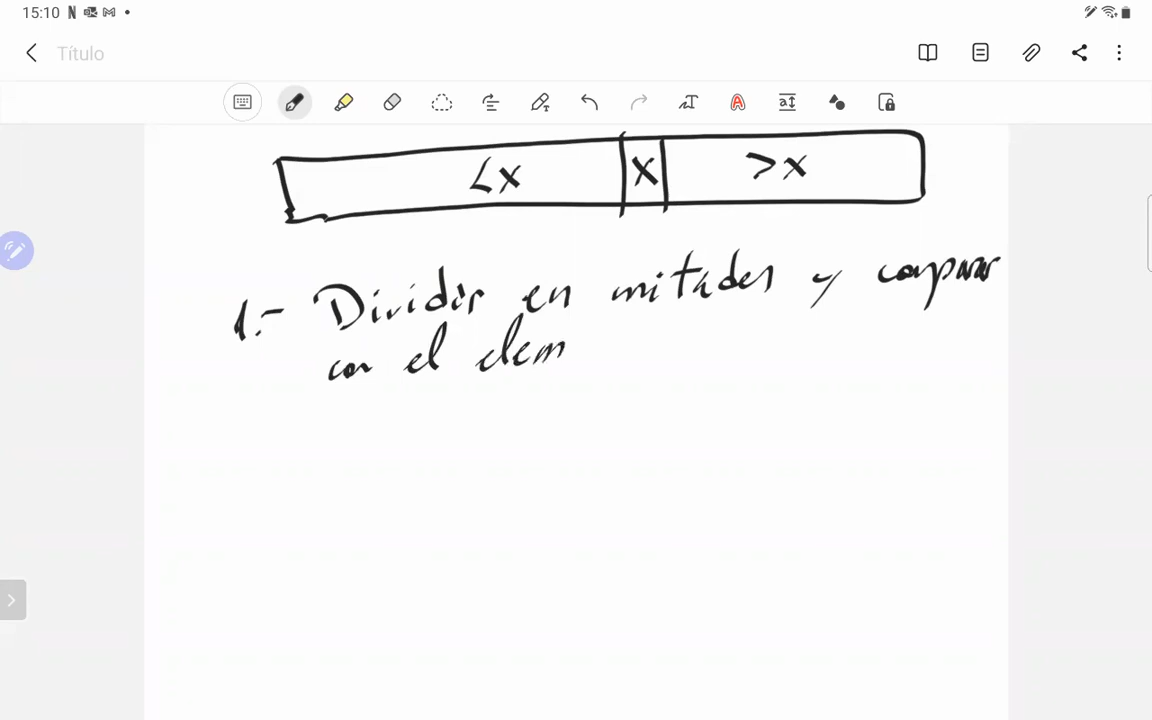 15:10
Título
<x x >x
1.- Dividir en mitades y comparar
con el elem